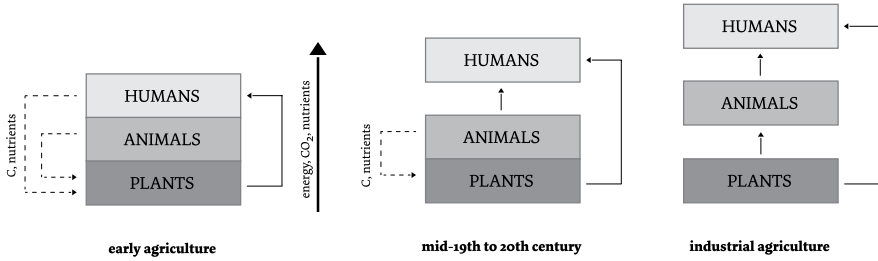 HUMANS
ANIMALS
PLANTS
C, nutrients
early agriculture
energy, CO₂, nutrients
HUMANS
ANIMALS
PLANTS
C, nutrients
mid-19th to 20th century
HUMANS
ANIMALS
PLANTS
industrial agriculture